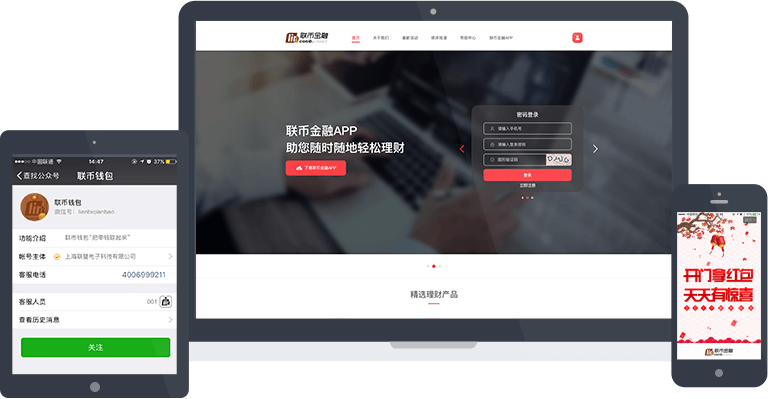 联币金融
首页
关于我们
最新活动
媒体报道
帮助中心
联币金融APP
联币金融APP
助您随时随地轻松理财
下载联币金融APP
密码登录
请输入手机号
请输入登录密码
图形验证码
登录
立即注册
精选理财产品
中国联通
14:47
37%
查找公众号
联币钱包
联币钱包
微信号: lianbiqianbao
功能介绍
联币钱包“把零钱联起来”
帐号主体
上海联蔓电子科技有限公司
客服电话
4006999211
客服人员
001
查看历史消息
关注
开门拿红包
天天有惊喜
联币金融